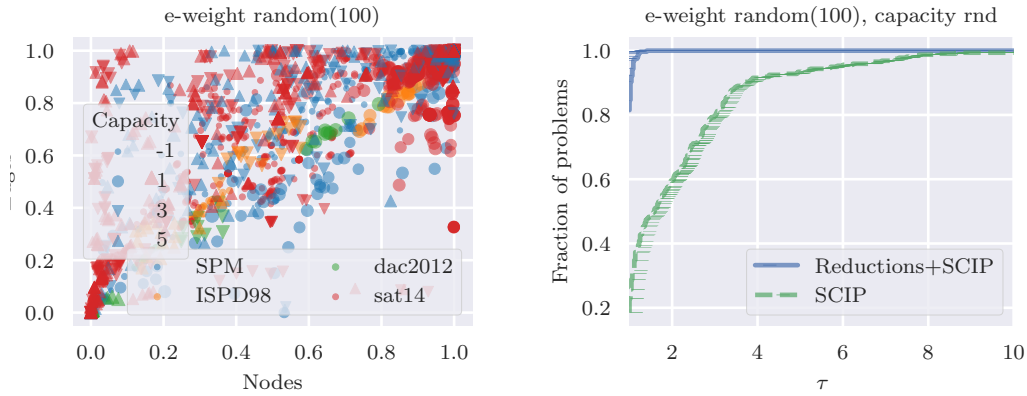 e-weight random(100)
1.0
0.8
0.6
0.4
0.2
0.0
Capacity
-1
1
3
5
SPM
ISPD98
dac2012
sat14
0.0 0.2 0.4 0.6 0.8 1.0
Nodes
e-weight random(100), capacity rnd
Fraction of problems
1.0
0.8
0.6
0.4
0.2
Reductions+SCIP
SCIP
2 4 6 8 10
τ